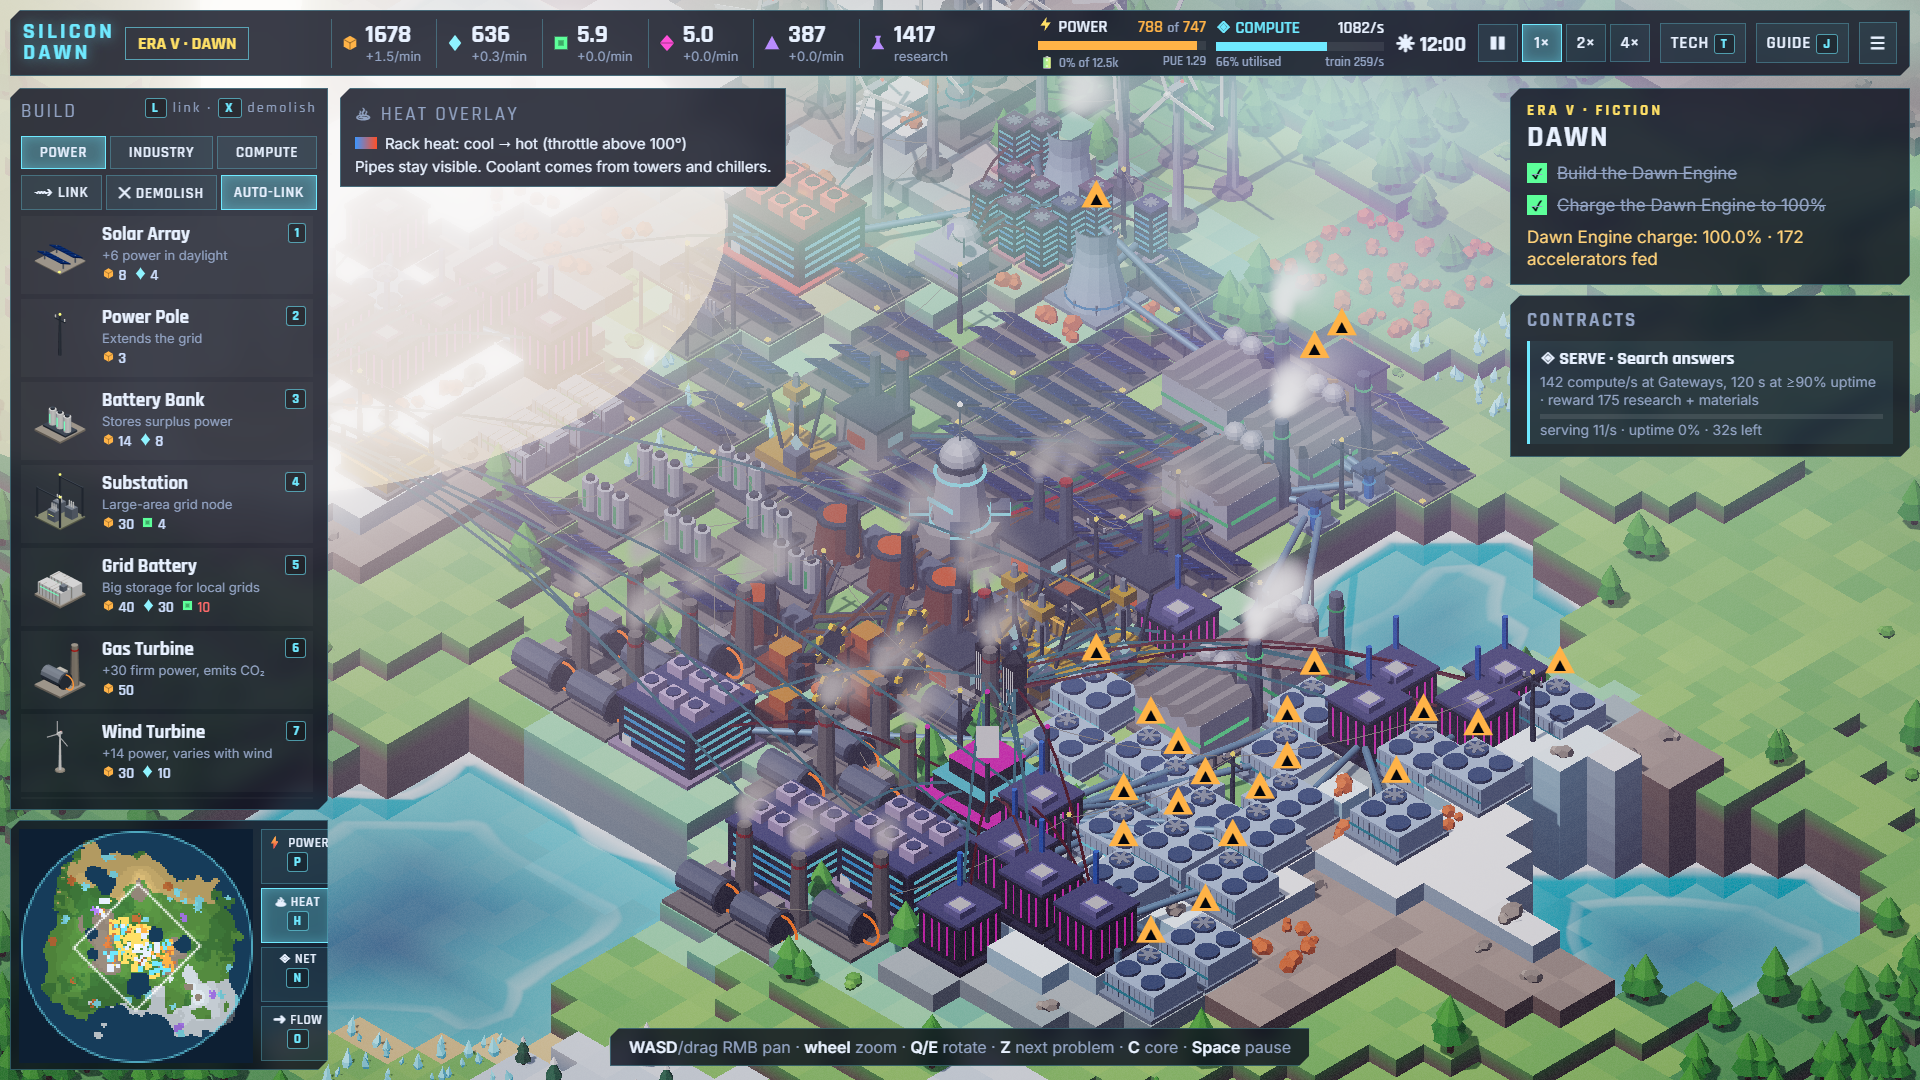 SILICON
DAWN
ERA V · DAWN
1678
+1.5/min
636
+0.3/min
5.9
+0.0/min
5.0
+0.0/min
387
+0.0/min
1417
research
POWER 788 of 747
0% of 12.5k PUE 1.29
COMPUTE 1082/s
66% utilised train 259/s
12:00
1×
2×
4×
TECH T
GUIDE J
BUILD L link · X demolish
POWER INDUSTRY COMPUTE
LINK DEMOLISH AUTO-LINK
Solar Array 1
+6 power in daylight
8 4
Power Pole 2
Extends the grid
3
Battery Bank 3
Stores surplus power
14 8
Substation 4
Large-area grid node
30 4
Grid Battery 5
Big storage for local grids
40 30 10
Gas Turbine 6
+30 firm power, emits CO₂
50
Wind Turbine 7
+14 power, varies with wind
30 10
POWER
P
HEAT
H
NET
N
FLOW
O
HEAT OVERLAY
Rack heat: cool → hot (throttle above 100°)
Pipes stay visible. Coolant comes from towers and chillers.
ERA V · FICTION
DAWN
Build the Dawn Engine
Charge the Dawn Engine to 100%
Dawn Engine charge: 100.0% · 172
accelerators fed
CONTRACTS
SERVE · Search answers
142 compute/s at Gateways, 120 s at ≥90% uptime
· reward 175 research + materials
serving 11/s · uptime 0% · 32s left
WASD/drag RMB pan · wheel zoom · Q/E rotate · Z next problem · C core · Space pause